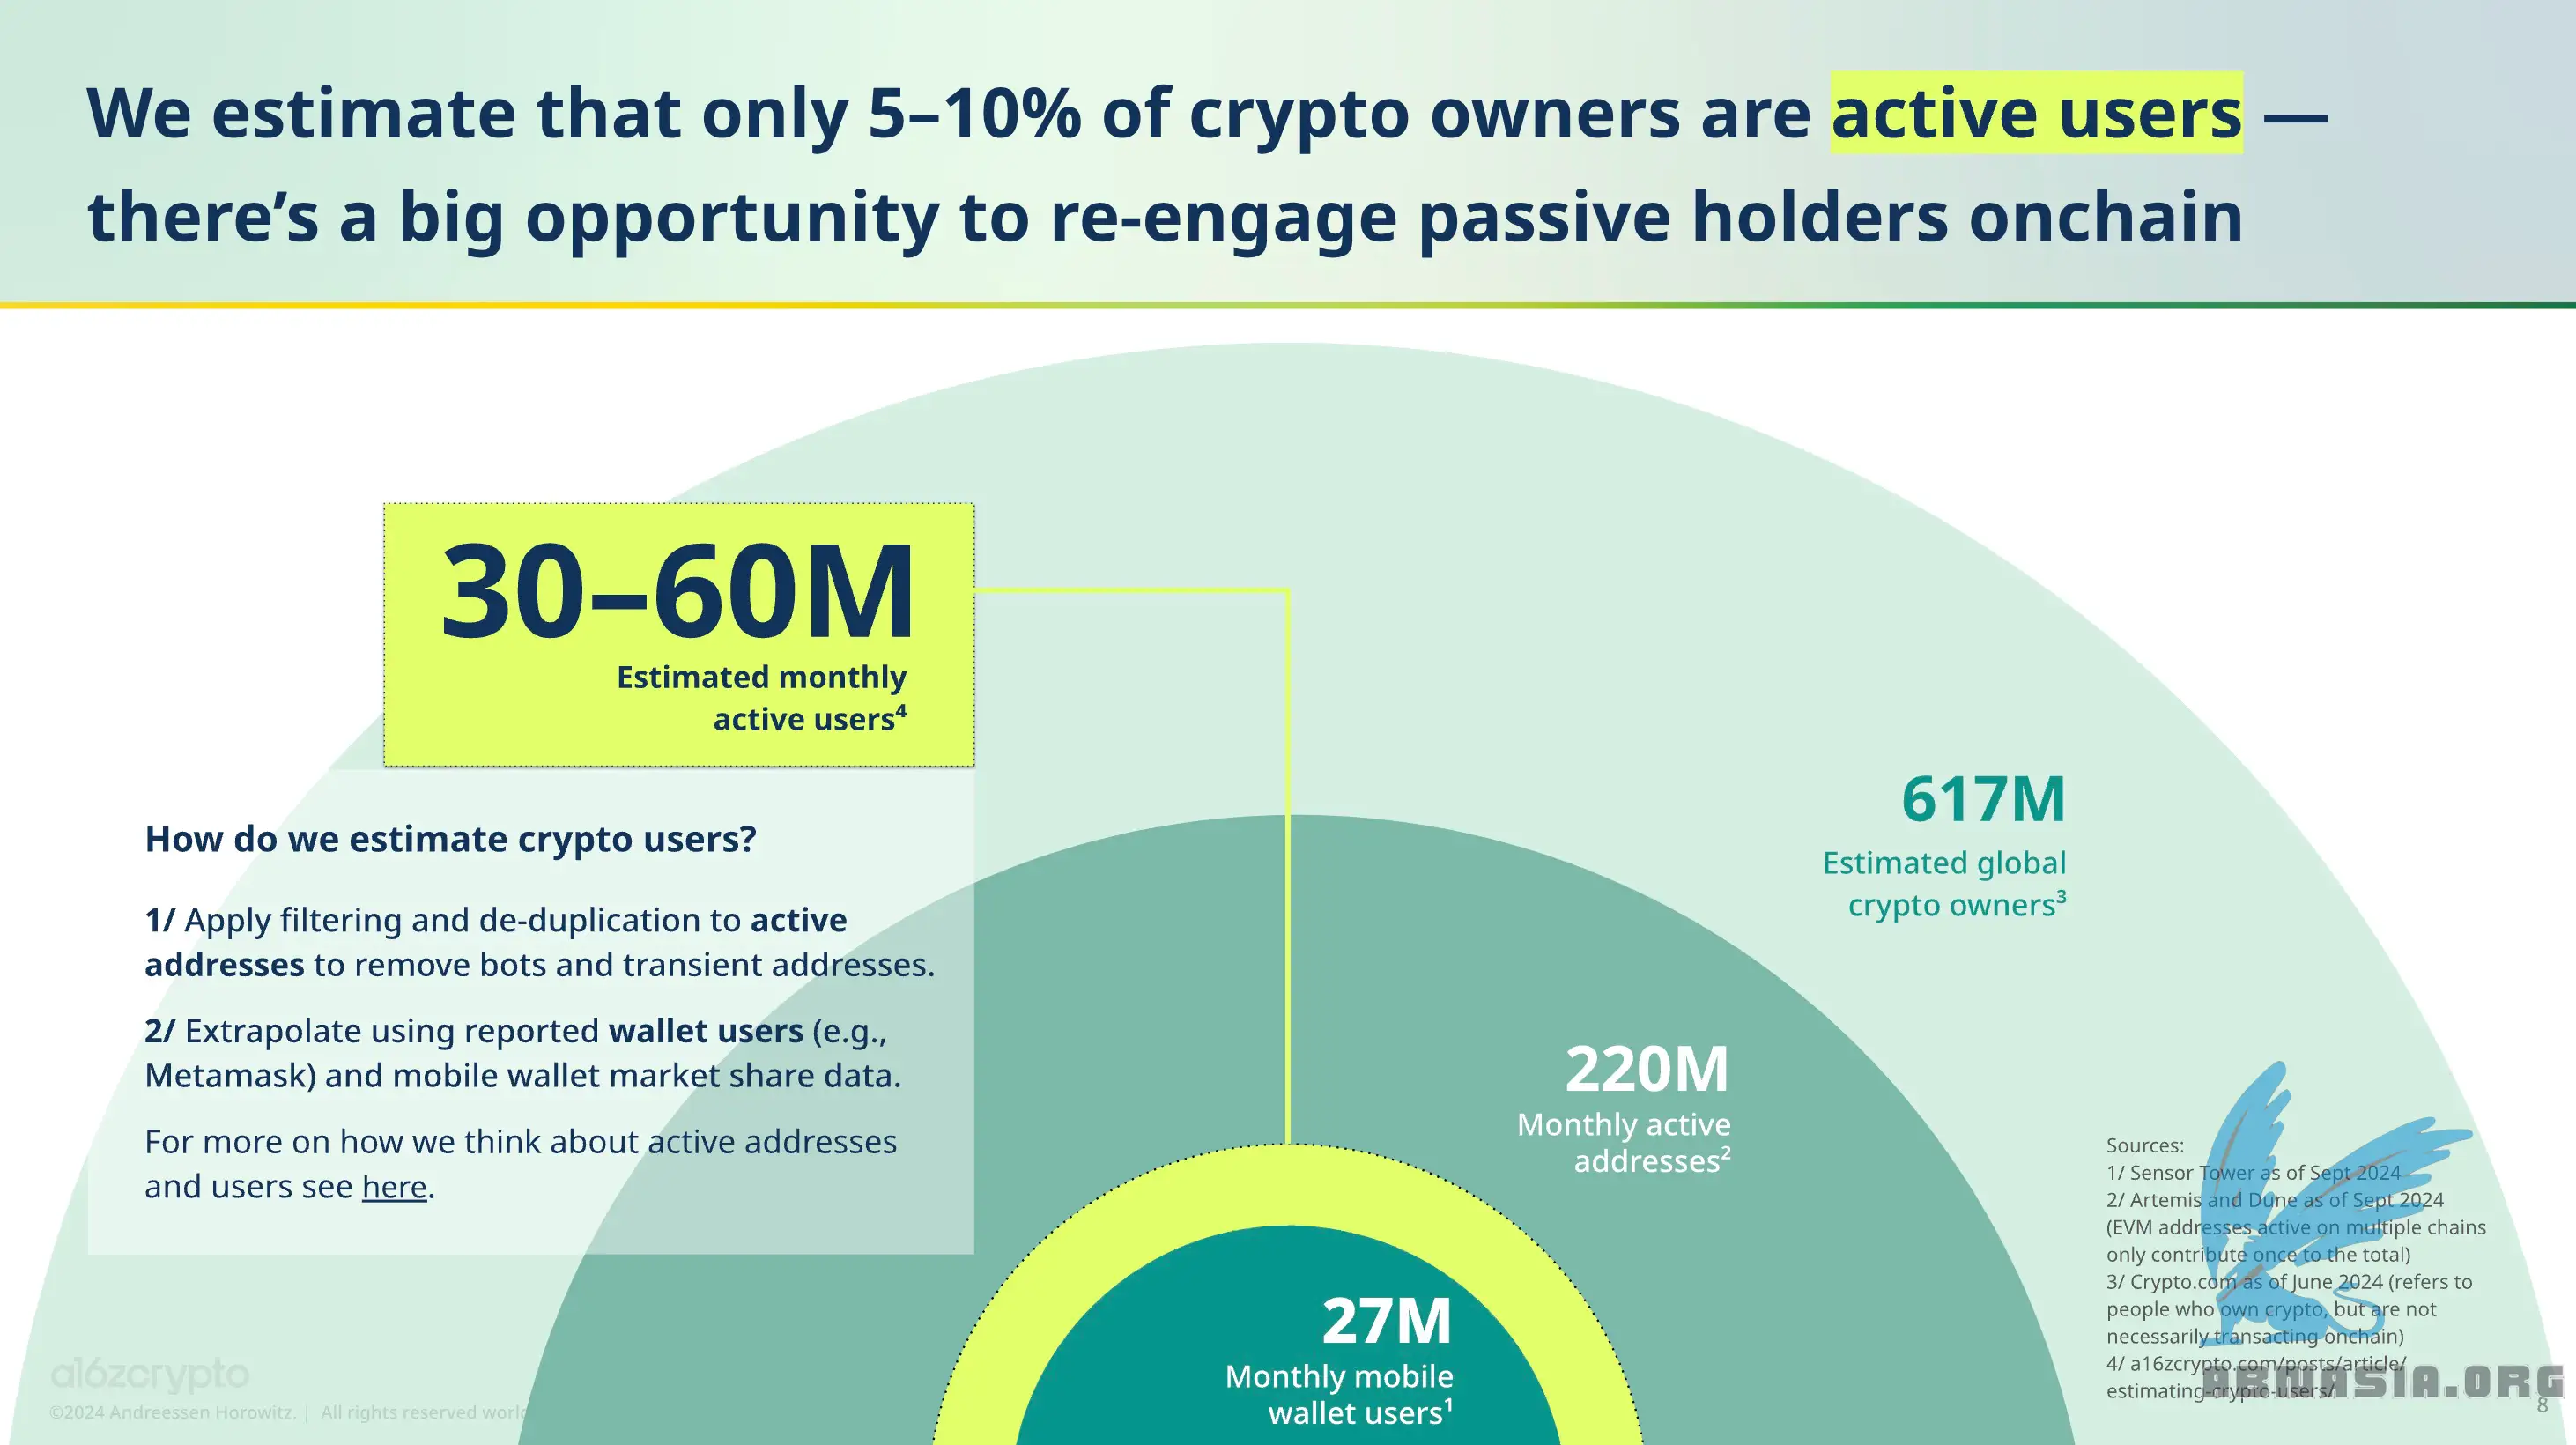 We estimate that only 5–10% of crypto owners are active users —
there’s a big opportunity to re-engage passive holders onchain
30–60M
Estimated monthly
active users⁴
How do we estimate crypto users?
1/ Apply filtering and de-duplication to active
addresses to remove bots and transient addresses.
2/ Extrapolate using reported wallet users (e.g.,
Metamask) and mobile wallet market share data.
For more on how we think about active addresses
and users see here.
617M
Estimated global
crypto owners³
220M
Monthly active
addresses²
27M
Monthly mobile
wallet users¹
Sources:
1/ Sensor Tower as of Sept 2024
2/ Artemis and Dune as of Sept 2024
(EVM addresses active on multiple chains
only contribute once to the total)
3/ Crypto.com as of June 2024 (refers to
people who own crypto, but are not
necessarily transacting onchain)
4/ a16zcrypto.com/posts/article/
estimating-crypto-users/
ARMASIA.ORG
a16zcrypto
©2024 Andreessen Horowitz. | All rights reserved
8